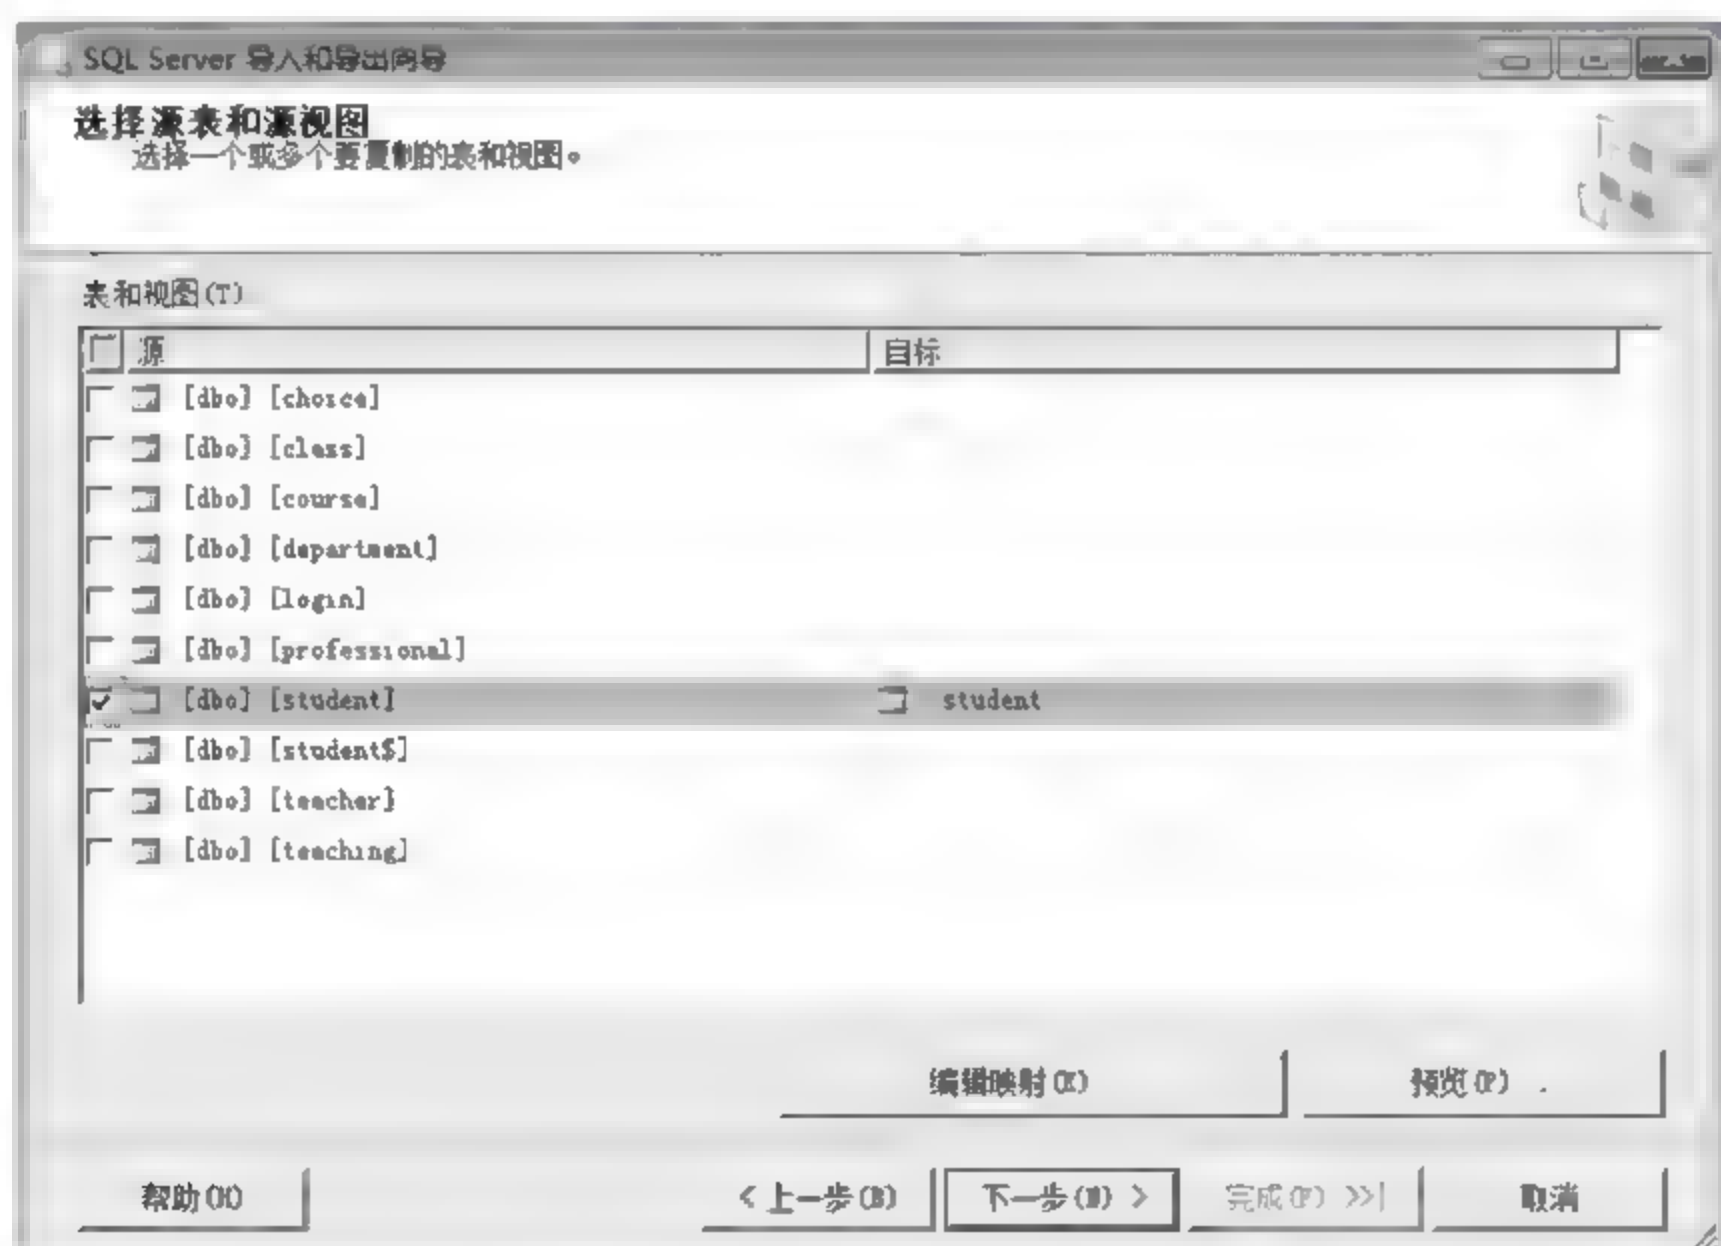 SQL Server 导入和导出向导
选择源表和源视图
选择一个或多个要复制的表和视图。
表和视图(T)
源 目标
[dbo] [choice]
[dbo] [class]
[dbo] [course]
[dbo] [department]
[dbo] [login]
[dbo] [professional]
[dbo] [student] student
[dbo] [student$]
[dbo] [teacher]
[dbo] [teaching]
编辑映射(E) 预览(P)
帮助(H) < 上一步(B) 下一步(N) > 完成(F) >>| 取消